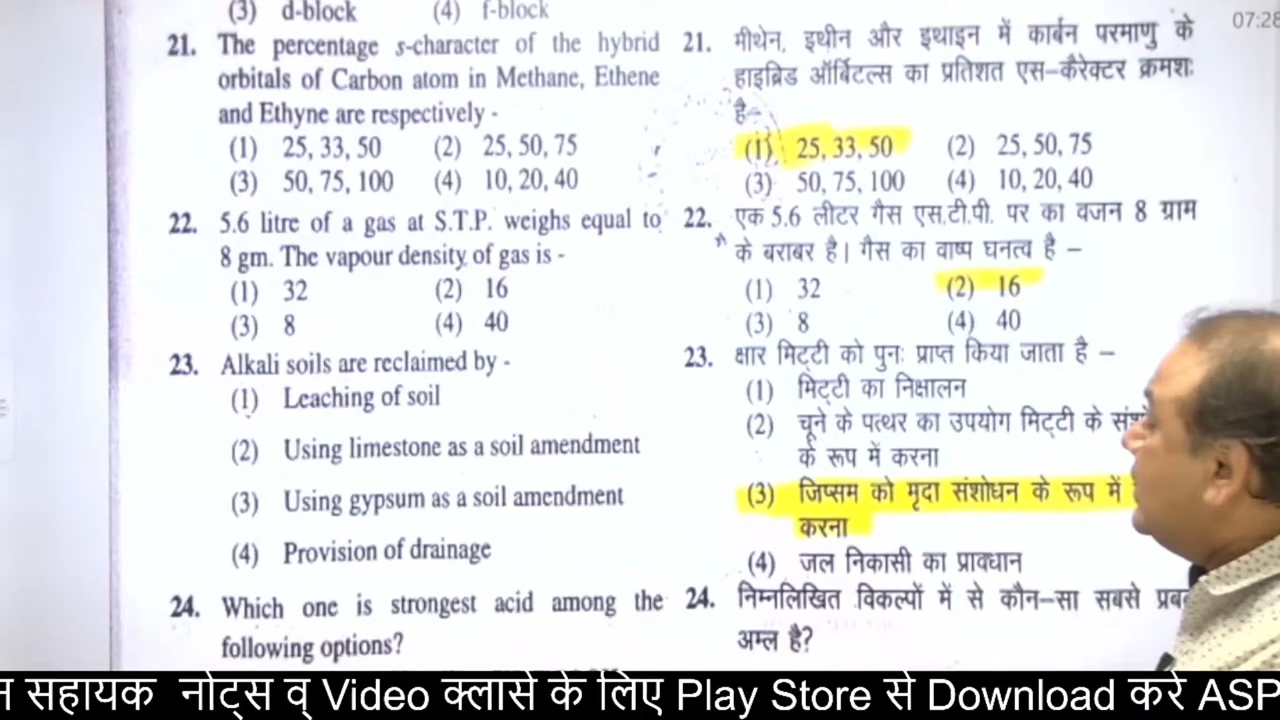 (3) d-block (4) f-block
07:28
21. The percentage s-character of the hybrid
orbitals of Carbon atom in Methane, Ethene
and Ethyne are respectively -
(1) 25, 33, 50 (2) 25, 50, 75
(3) 50, 75, 100 (4) 10, 20, 40
22. 5.6 litre of a gas at S.T.P. weighs equal to
8 gm. The vapour density of gas is -
(1) 32 (2) 16
(3) 8 (4) 40
23. Alkali soils are reclaimed by -
(1) Leaching of soil
(2) Using limestone as a soil amendment
(3) Using gypsum as a soil amendment
(4) Provision of drainage
24. Which one is strongest acid among the
following options?
21. मीथेन, इथीन और इथाइन में कार्बन परमाणु के
हाइब्रिड ऑर्बिटल्स का प्रतिशत एस-कैरेक्टर क्रमशः
है-
(1) 25, 33, 50 (2) 25, 50, 75
(3) 50, 75, 100 (4) 10, 20, 40
22. एक 5.6 लीटर गैस एस.टी.पी. पर का वजन 8 ग्राम
के बराबर है। गैस का वाष्प घनत्व है –
(1) 32 (2) 16
(3) 8 (4) 40
23. क्षार मिट्टी को पुनः प्राप्त किया जाता है –
(1) मिट्टी का निक्षालन
(2) चूने के पत्थर का उपयोग मिट्टी के
के रूप में करना
(3) जिप्सम को मृदा संशोधन के रूप में
करना
(4) जल निकासी का प्रावधान
24. निम्नलिखित विकल्पों में से कौन-सा सबसे
अम्ल है?
सहायक नोट्स व् Video क्लासे के लिए Play Store से Download करे ASP